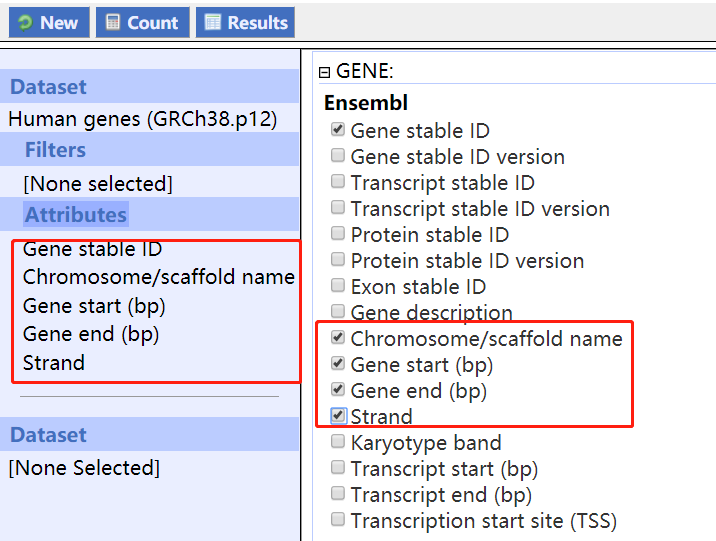 New Count Results
Dataset
Human genes (GRCh38.p12)
Filters
[None selected]
Attributes
Gene stable ID
Chromosome/scaffold name
Gene start (bp)
Gene end (bp)
Strand
Dataset
[None Selected]
GENE:
Ensembl
Gene stable ID
Gene stable ID version
Transcript stable ID
Transcript stable ID version
Protein stable ID
Protein stable ID version
Exon stable ID
Gene description
Chromosome/scaffold name
Gene start (bp)
Gene end (bp)
Strand
Karyotype band
Transcript start (bp)
Transcript end (bp)
Transcription start site (TSS)